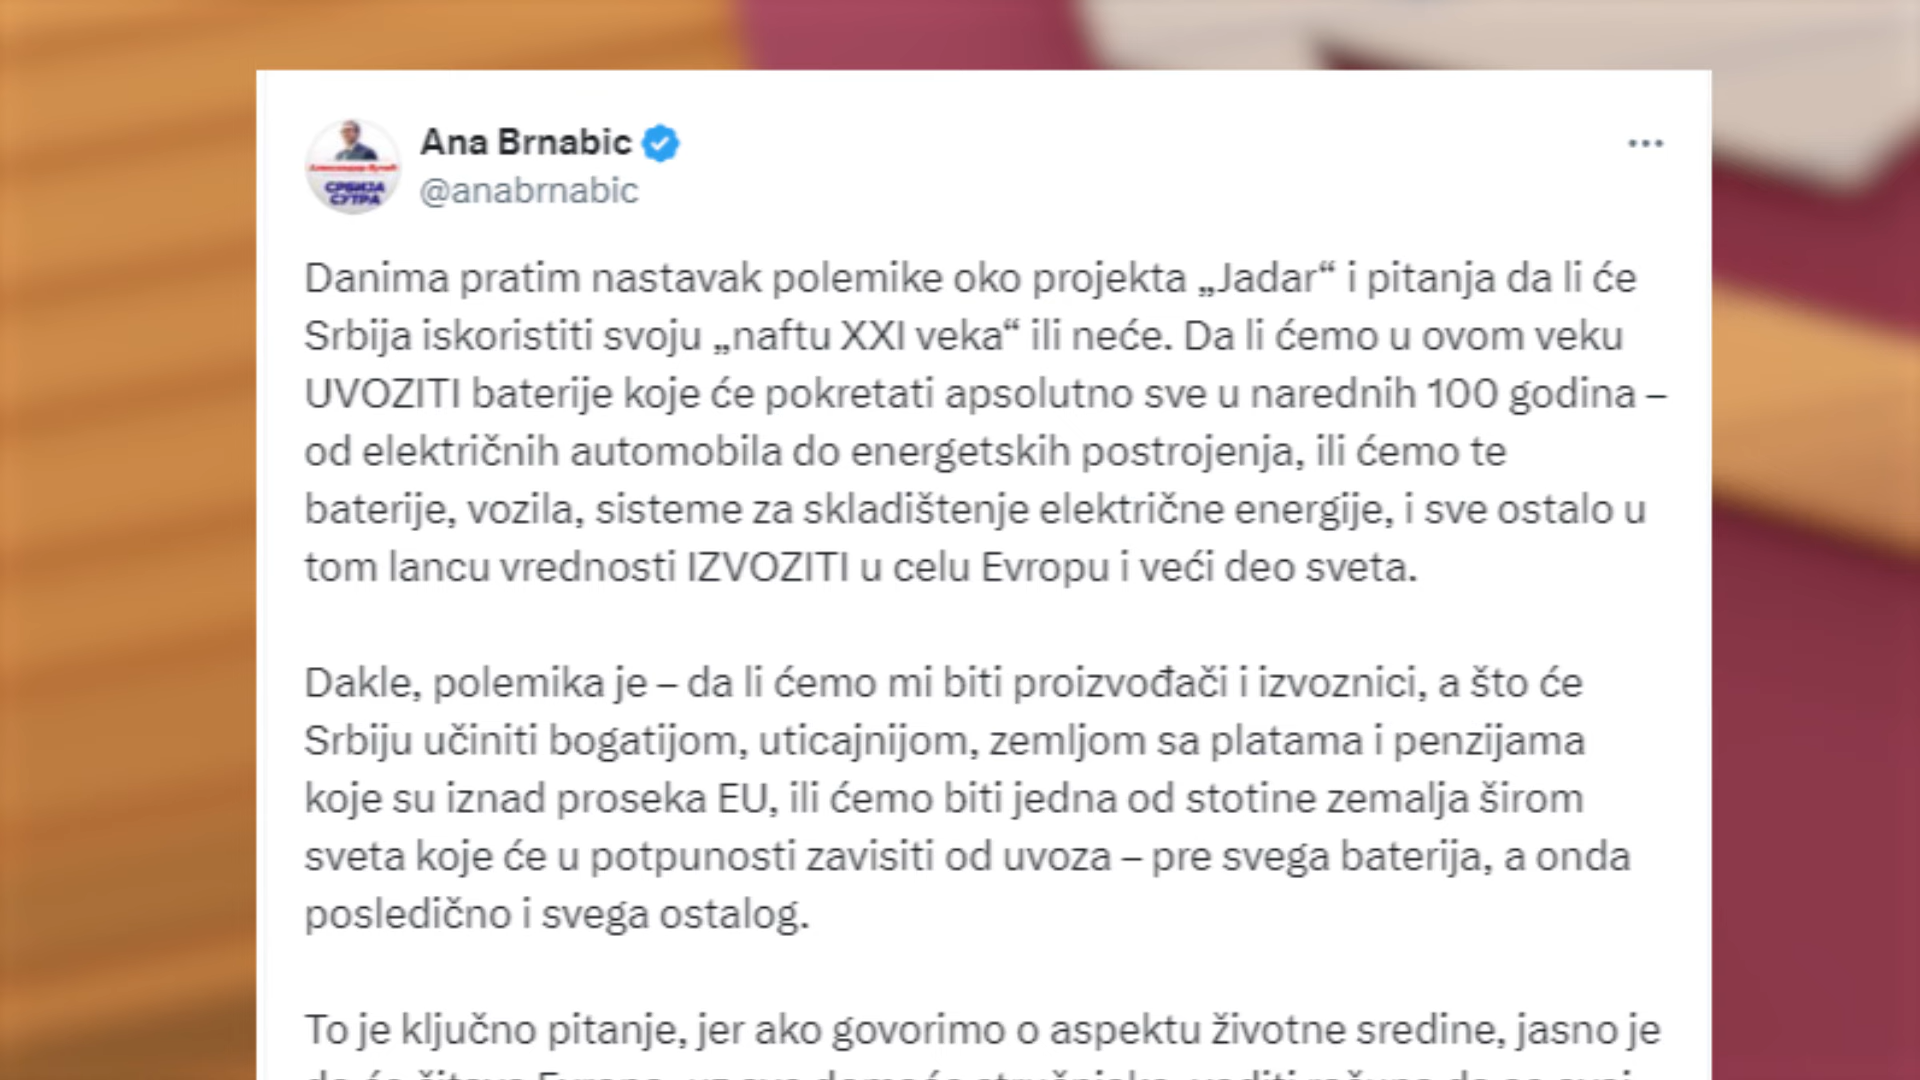 Ana Brnabic
@anabrnabic
СРБИЈА
СУТРА
Danima pratim nastavak polemike oko projekta „Jadar“ i pitanja da li će
Srbija iskoristiti svoju „naftu XXI veka“ ili neće. Da li ćemo u ovom veku
UVOZITI baterije koje će pokretati apsolutno sve u narednih 100 godina –
od električnih automobila do energetskih postrojenja, ili ćemo te
baterije, vozila, sisteme za skladištenje električne energije, i sve ostalo u
tom lancu vrednosti IZVOZITI u celu Evropu i veći deo sveta.
Dakle, polemika je – da li ćemo mi biti proizvođači i izvoznici, a što će
Srbiju učiniti bogatijom, uticajnijom, zemljom sa platama i penzijama
koje su iznad proseka EU, ili ćemo biti jedna od stotine zemalja širom
sveta koje će u potpunosti zavisiti od uvoza – pre svega baterija, a onda
posledično i svega ostalog.
To je ključno pitanje, jer ako govorimo o aspektu životne sredine, jasno je